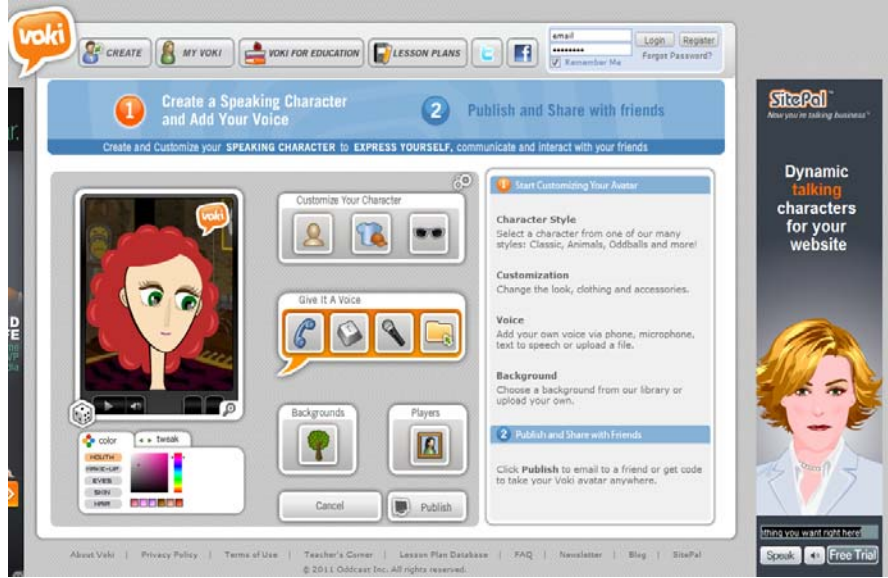 voki
CREATE
MY VOKI
VOKI FOR EDUCATION
LESSON PLANS
email
********
Remember Me
Login
Register
Forgot Password?
1
Create a Speaking Character
and Add Your Voice
2
Publish and Share with friends
Create and Customize your SPEAKING CHARACTER to EXPRESS YOURSELF, communicate and interact with your friends
voki
Customize Your Character
Give It A Voice
Backgrounds
Players
color
tweak
MOUTH
MAKE-UP
EYES
SKIN
HAIR
Cancel
Publish
1 Start Customizing Your Avatar
Character Style
Select a character from one of our many
styles: Classic, Animals, Oddballs and more!
Customization
Change the look, clothing and accessories.
Voice
Add your own voice via phone, microphone,
text to speech or upload a file.
Background
Choose a background from our library or
upload your own.
2 Publish and Share with Friends
Click Publish to email to a friend or get code
to take your Voki avatar anywhere.
SitePal™
Now you're talking business™
Dynamic
talking
characters
for your
website
thing you want right here!
Speak
Free Trial
About Voki | Privacy Policy | Terms of Use | Teacher's Corner | Lesson Plan Database | FAQ | Newsletter | Blog | SitePal
© 2011 Oddcast Inc. All rights reserved.